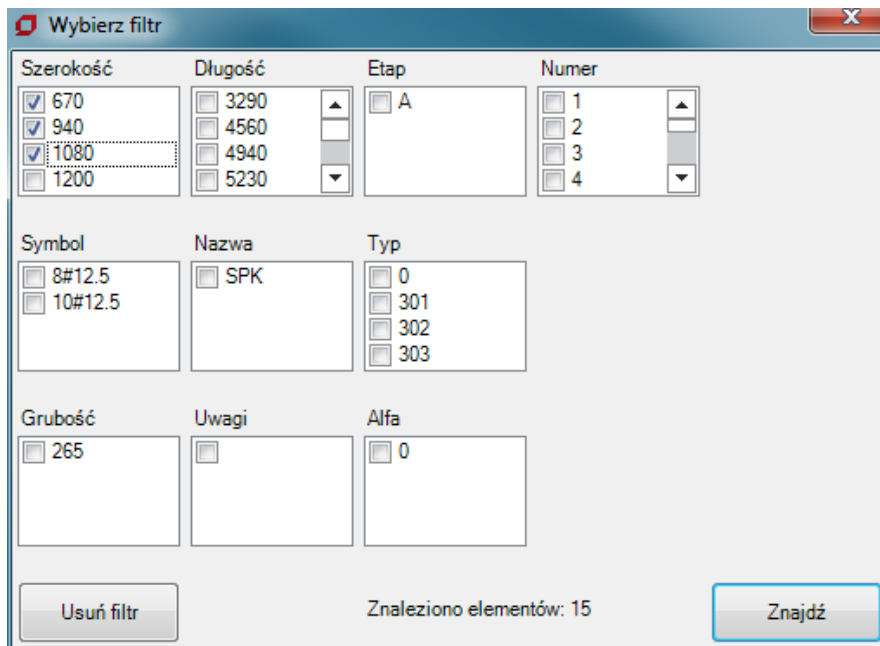 Wybierz filtr
Szerokość
670
940
1080
1200
Długość
3290
4560
4940
5230
Etap
A
Numer
1
2
3
4
Symbol
8#12.5
10#12.5
Nazwa
SPK
Typ
0
301
302
303
Grubość
265
Uwagi
Alfa
0
Usuń filtr
Znaleziono elementów: 15
Znajdź